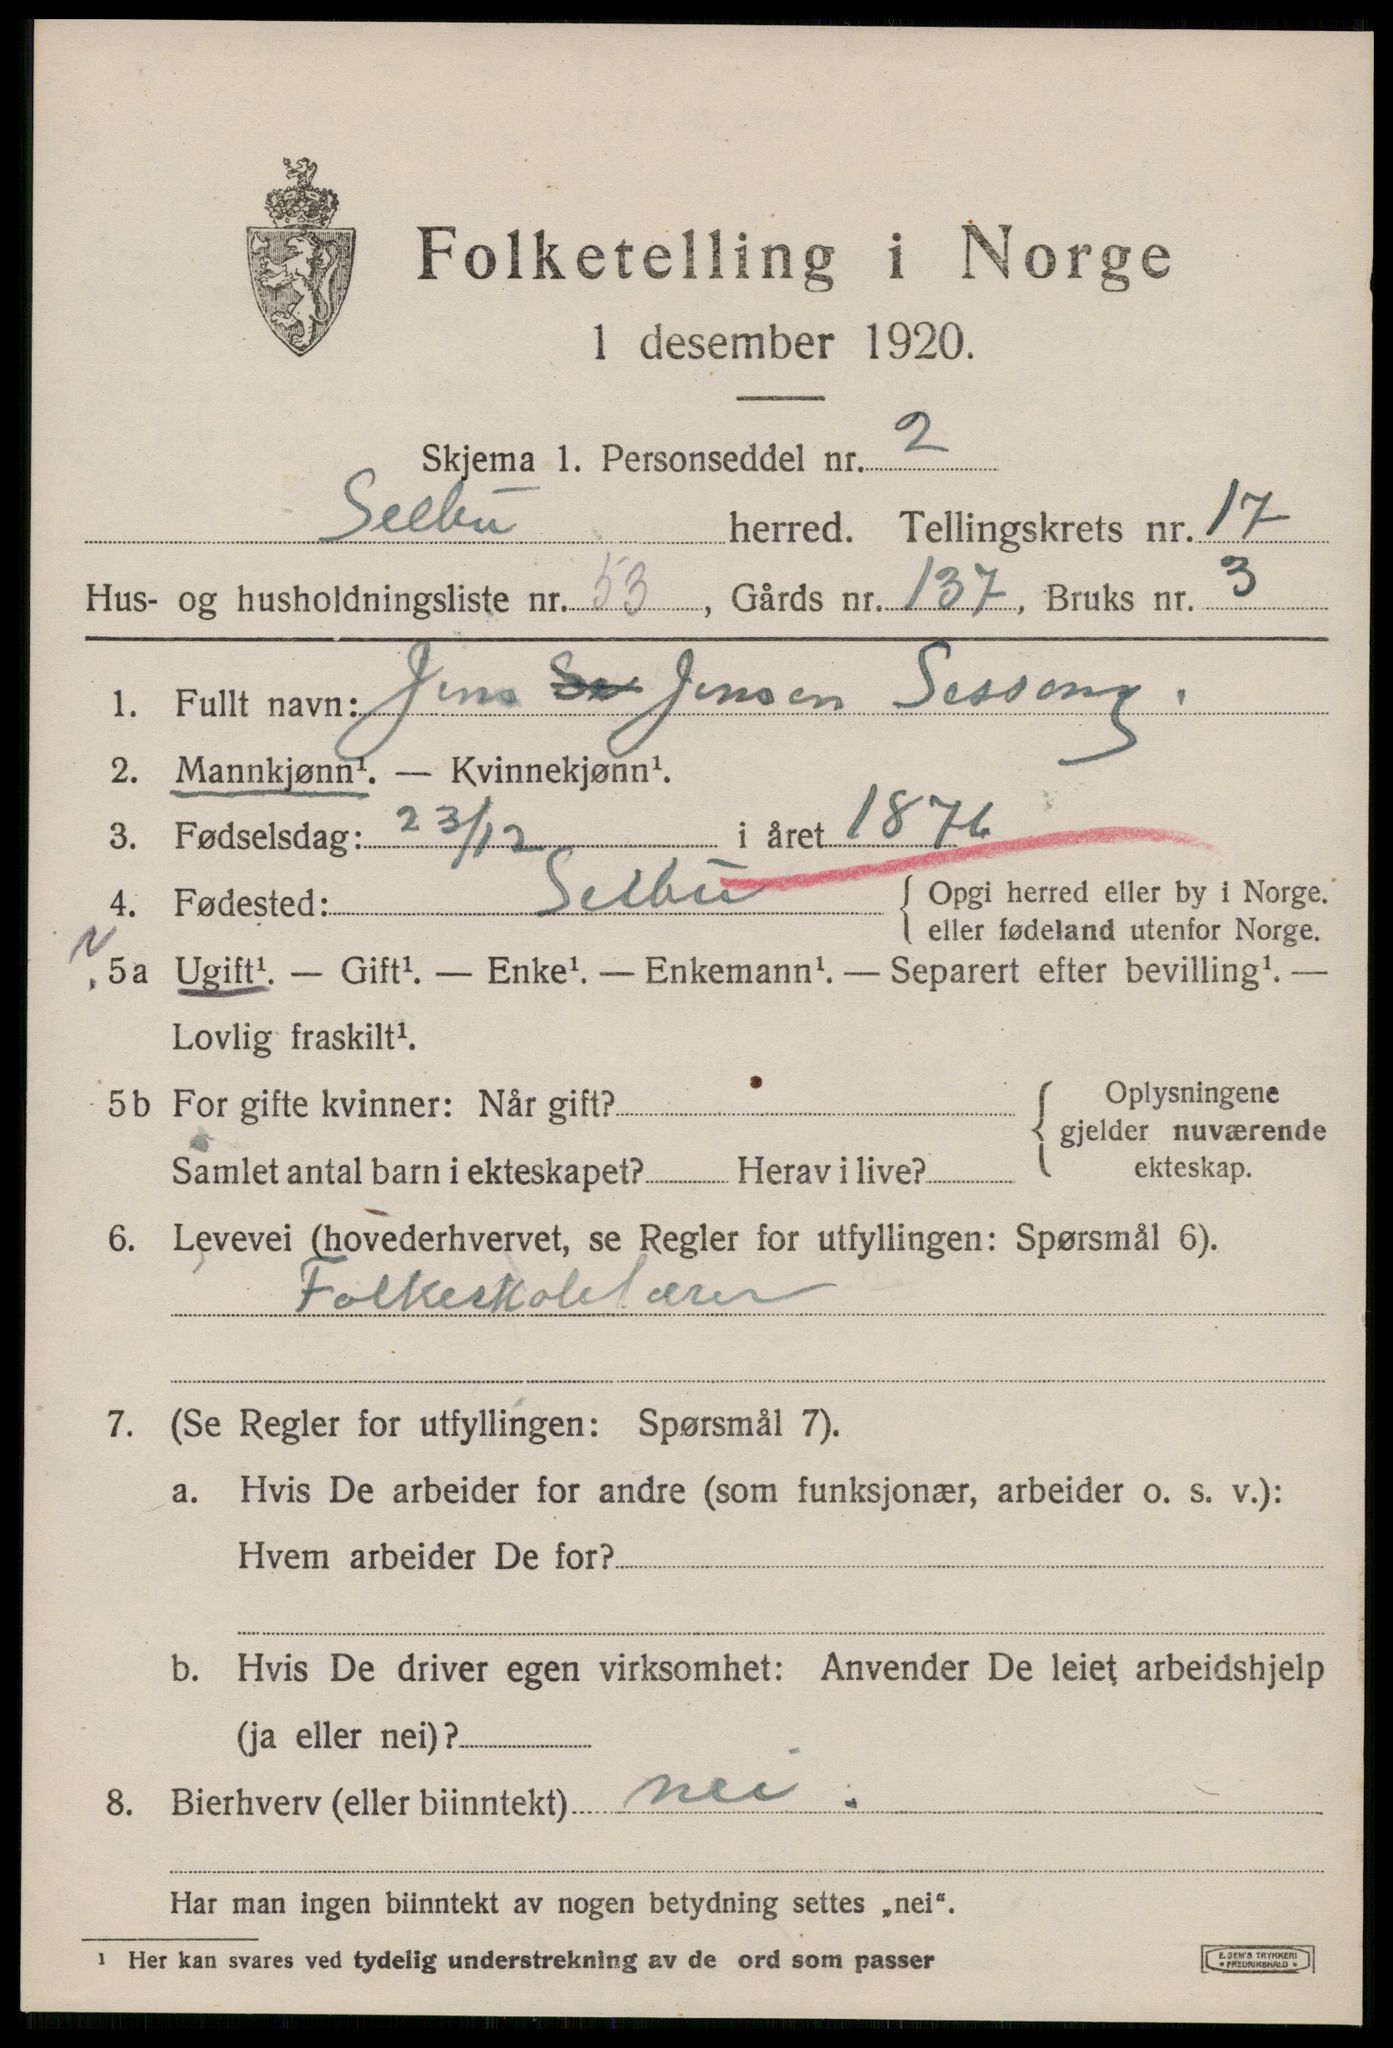 Folketelling i Norge
1 desember 1920.
Skjema 1. Personseddel nr. 2
Selbu herred. Tellingskrets nr. 17
Hus- og husholdningsliste nr. 53, Gårds nr. 137, Bruks nr. 3
1. Fullt navn: Jens Se Jensen Sesseng.
2. Mannkjønn¹. — Kvinnekjønn¹.
3. Fødselsdag: 23/12 i året 1876
4. Fødested: Selbu { Opgi herred eller by i Norge.
eller fødeland utenfor Norge.
N
5a Ugift¹. — Gift¹. — Enke¹. — Enkemann¹. — Separert efter bevilling¹. —
Lovlig fraskilt¹.
5b For gifte kvinner: Når gift? { Oplysningene
gjelder nuværende
Samlet antal barn i ekteskapet? Herav i live? ekteskap.
6. Levevei (hovederhvervet, se Regler for utfyllingen: Spørsmål 6).
Folkeskolelærer
7. (Se Regler for utfyllingen: Spørsmål 7).
a. Hvis De arbeider for andre (som funksjonær, arbeider o. s. v.):
Hvem arbeider De for?
b. Hvis De driver egen virksomhet: Anvender De leiet arbeidshjelp
(ja eller nei)?
8. Bierhverv (eller biinntekt) nei.
Har man ingen biinntekt av nogen betydning settes „nei“.
¹ Her kan svares ved tydelig understrekning av de ord som passer
E. SEM'S TRYKKERI
• FREDRIKSHALD •